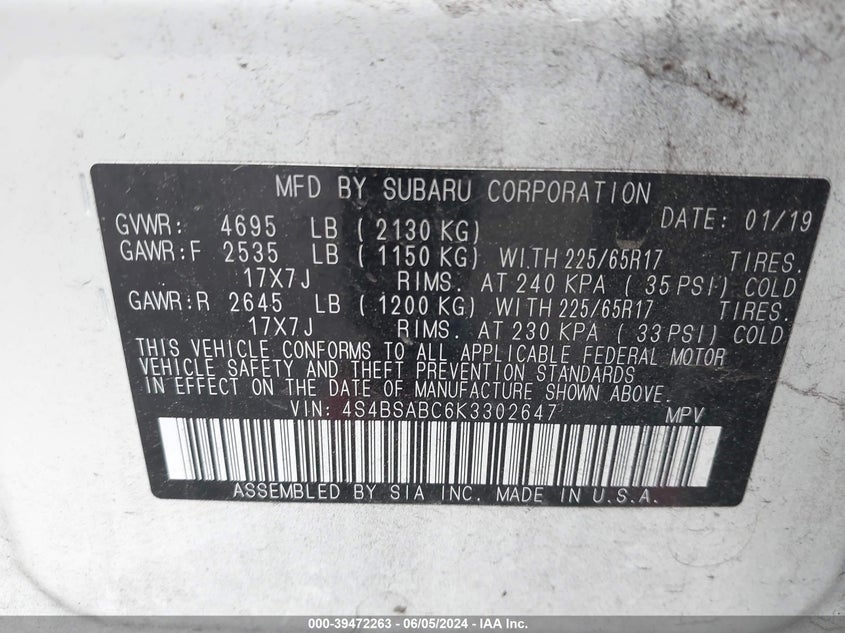 MFD BY SUBARU CORPORATION
GVWR: 4695 LB ( 2130 KG) DATE: 01/19
GAWR:F 2535 LB ( 1150 KG) WITH 225/65R17 TIRES.
17X7J RIMS. AT 240 KPA ( 35 PSI) COLD
GAWR:R 2645 LB ( 1200 KG) WITH 225/65R17 TIRES.
17X7J RIMS. AT 230 KPA ( 33 PSI) COLD
THIS VEHICLE CONFORMS TO ALL APPLICABLE FEDERAL MOTOR
VEHICLE SAFETY AND THEFT PREVENTION STANDARDS
IN EFFECT ON THE DATE OF MANUFACTURE SHOWN ABOVE.
VIN: 4S4BSABC6K3302647 MPV
ASSEMBLED BY SIA INC. MADE IN U.S.A.
000-39472263 - 06/05/2024 - IAA Inc.